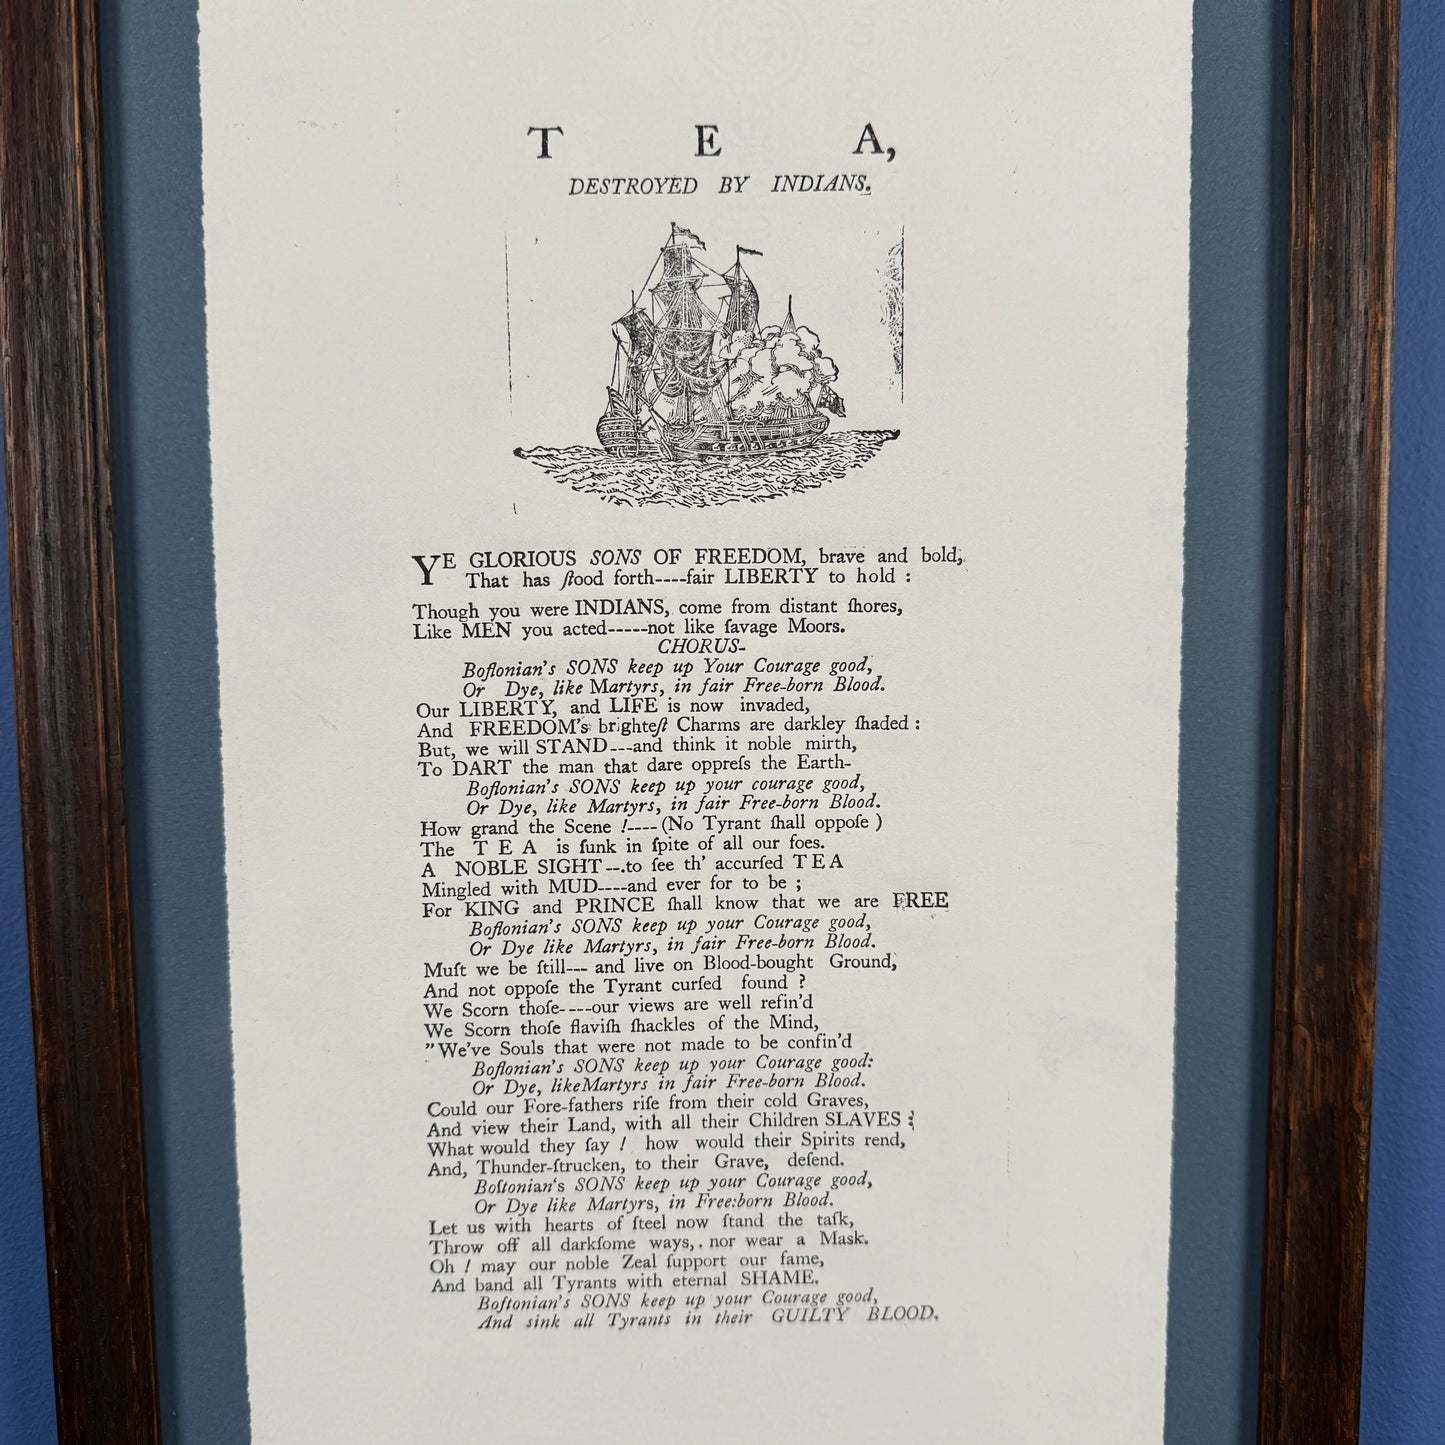 T E A,
DESTROYED BY INDIANS.
YE GLORIOUS SONS OF FREEDOM, brave and bold,
That has ſtood forth----fair LIBERTY to hold :
Though you were INDIANS, come from distant ſhores,
Like MEN you acted-----not like ſavage Moors.
CHORUS-
Boſtonian's SONS keep up Your Courage good,
Or Dye, like Martyrs, in fair Free-born Blood.
Our LIBERTY, and LIFE is now invaded,
And FREEDOM's brighteſt Charms are darkley ſhaded :
But, we will STAND---and think it noble mirth,
To DART the man that dare oppreſs the Earth-
Boſtonian's SONS keep up your courage good,
Or Dye, like Martyrs, in fair Free-born Blood.
How grand the Scene !----(No Tyrant ſhall oppoſe )
The T E A is ſunk in ſpite of all our foes.
A NOBLE SIGHT--.to ſee th' accurſed T E A
Mingled with MUD----and ever for to be ;
For KING and PRINCE ſhall know that we are FREE
Boſtonian's SONS keep up your Courage good,
Or Dye like Martyrs, in fair Free-born Blood.
Muſt we be ſtill--- and live on Blood-bought Ground,
And not oppoſe the Tyrant curſed found ?
We Scorn thoſe----our views are well refin'd
We Scorn thoſe ſlaviſh ſhackles of the Mind,
"We've Souls that were not made to be confin'd
Boſtonian's SONS keep up your Courage good:
Or Dye, likeMartyrs in fair Free-born Blood.
Could our Fore-fathers riſe from their cold Graves,
And view their Land, with all their Children SLAVES ;
What would they ſay ! how would their Spirits rend,
And, Thunder-ſtrucken, to their Grave, deſend.
Boſtonian's SONS keep up your Courage good,
Or Dye like Martyrs, in Free:born Blood.
Let us with hearts of ſteel now ſtand the taſk,
Throw off all darkſome ways,. nor wear a Mask.
Oh ! may our noble Zeal ſupport our fame,
And band all Tyrants with eternal SHAME.
Boſtonian's SONS keep up your Courage good,
And sink all Tyrants in their GUILTY BLOOD.